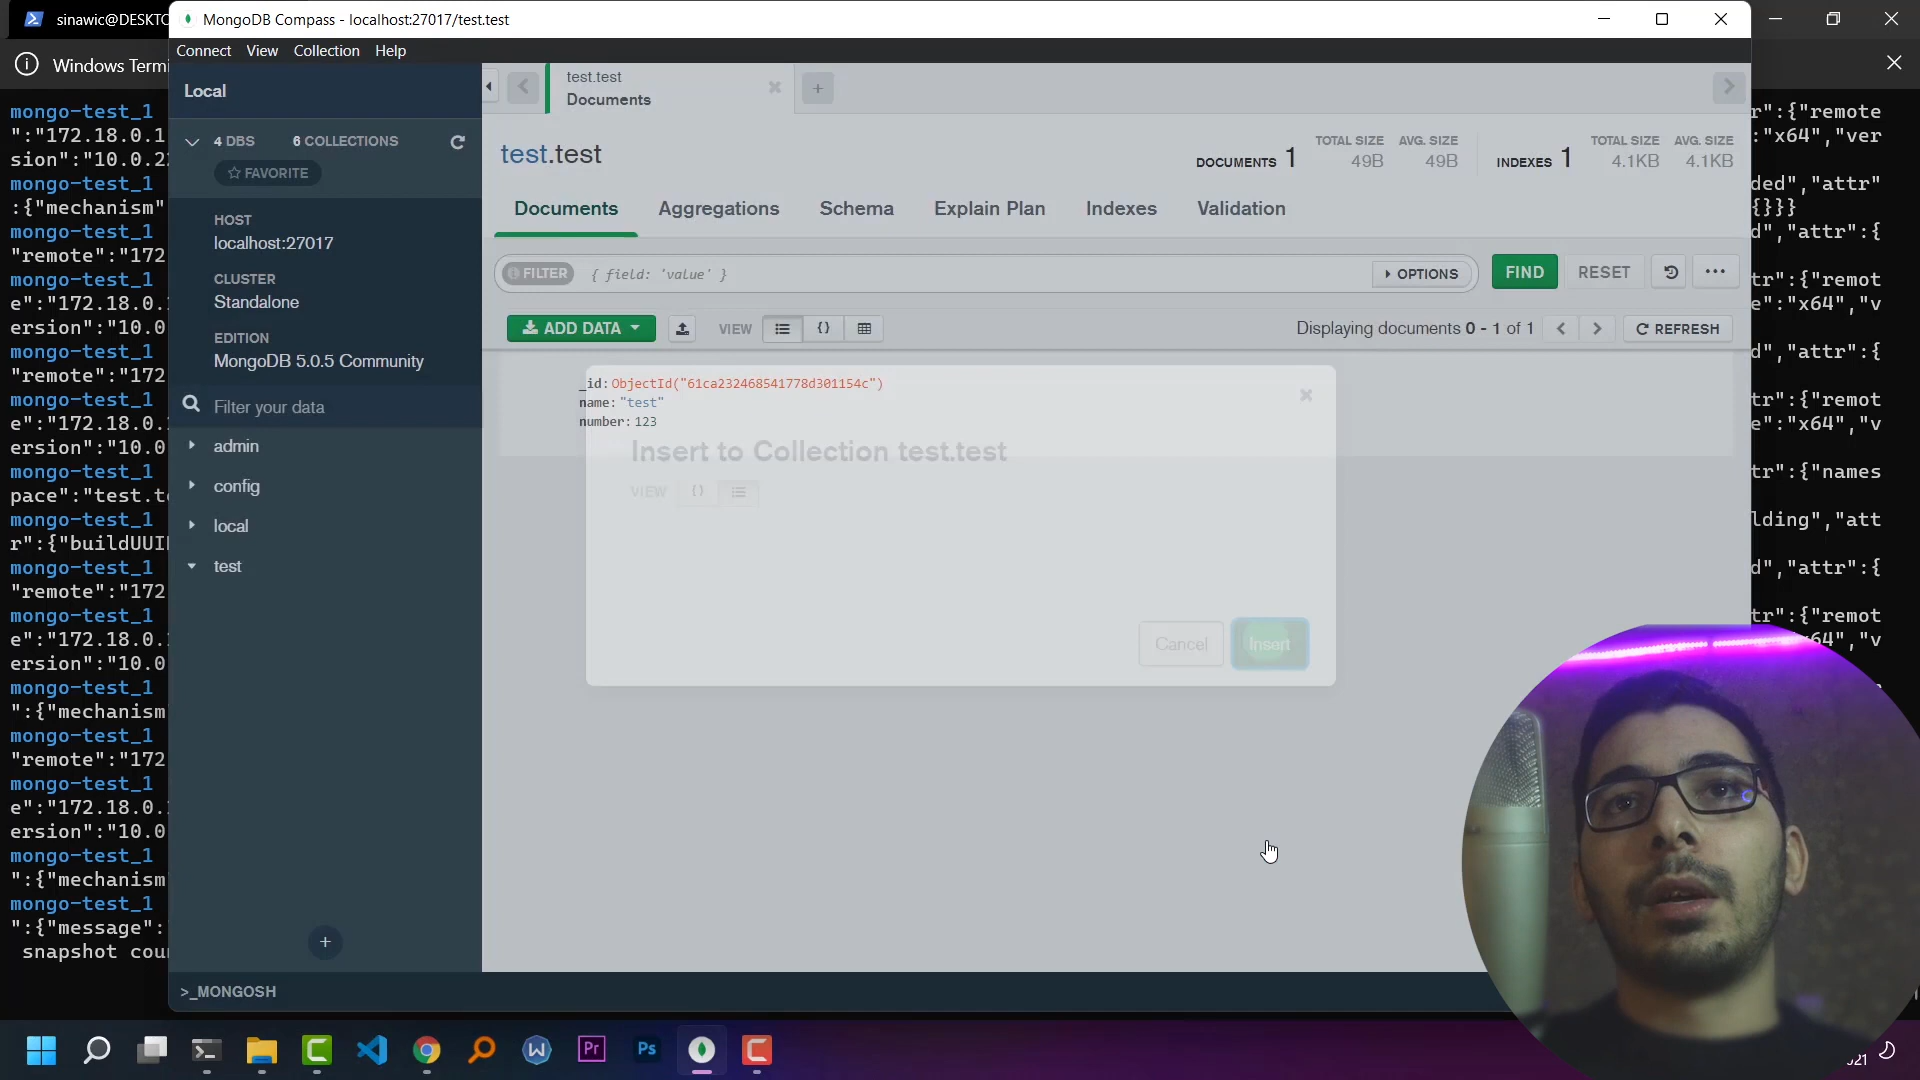 sinawic@DESKTO
MongoDB Compass - localhost:27017/test.test
Windows Termi
Connect View Collection Help
Local
4 DBS 6 COLLECTIONS
FAVORITE
HOST
localhost:27017
CLUSTER
Standalone
EDITION
MongoDB 5.0.5 Community
Filter your data
admin
config
local
test
>_MONGOSH
test.test
Documents
test.test
DOCUMENTS 1
TOTAL SIZE AVG. SIZE
49B 49B
INDEXES 1
TOTAL SIZE AVG. SIZE
4.1KB 4.1KB
Documents Aggregations Schema Explain Plan Indexes Validation
FILTER { field: 'value' } OPTIONS FIND RESET ...
ADD DATA VIEW {} Displaying documents 0 - 1 of 1 REFRESH
_id: ObjectId("61ca232468541778d301154c")
name: "test"
number: 123
Insert to Collection test.test
VIEW {}
Cancel Insert
mongo-test_1
":"172.18.0.1
sion":"10.0.2
mongo-test_1
:{"mechanism"
mongo-test_1
"remote":"172
mongo-test_1
e":"172.18.0.
ersion":"10.0
mongo-test_1
"remote":"172
mongo-test_1
e":"172.18.0.
ersion":"10.0
mongo-test_1
pace":"test.t
mongo-test_1
r":{"buildUUI
mongo-test_1
"remote":"172
mongo-test_1
e":"172.18.0.
ersion":"10.0
mongo-test_1
":{"mechanism
mongo-test_1
"remote":"172
mongo-test_1
e":"172.18.0.
ersion":"10.0
mongo-test_1
":{"mechanism
mongo-test_1
":{"message":
snapshot cou
r":{"remote
:"x64","ver
ded","attr"
{}}}
d","attr":{
tr":{"remot
e":"x64","v
d","attr":{
tr":{"remot
e":"x64","v
tr":{"names
lding","att
d","attr":{
tr":{"remot
64","v
Pr
Ps